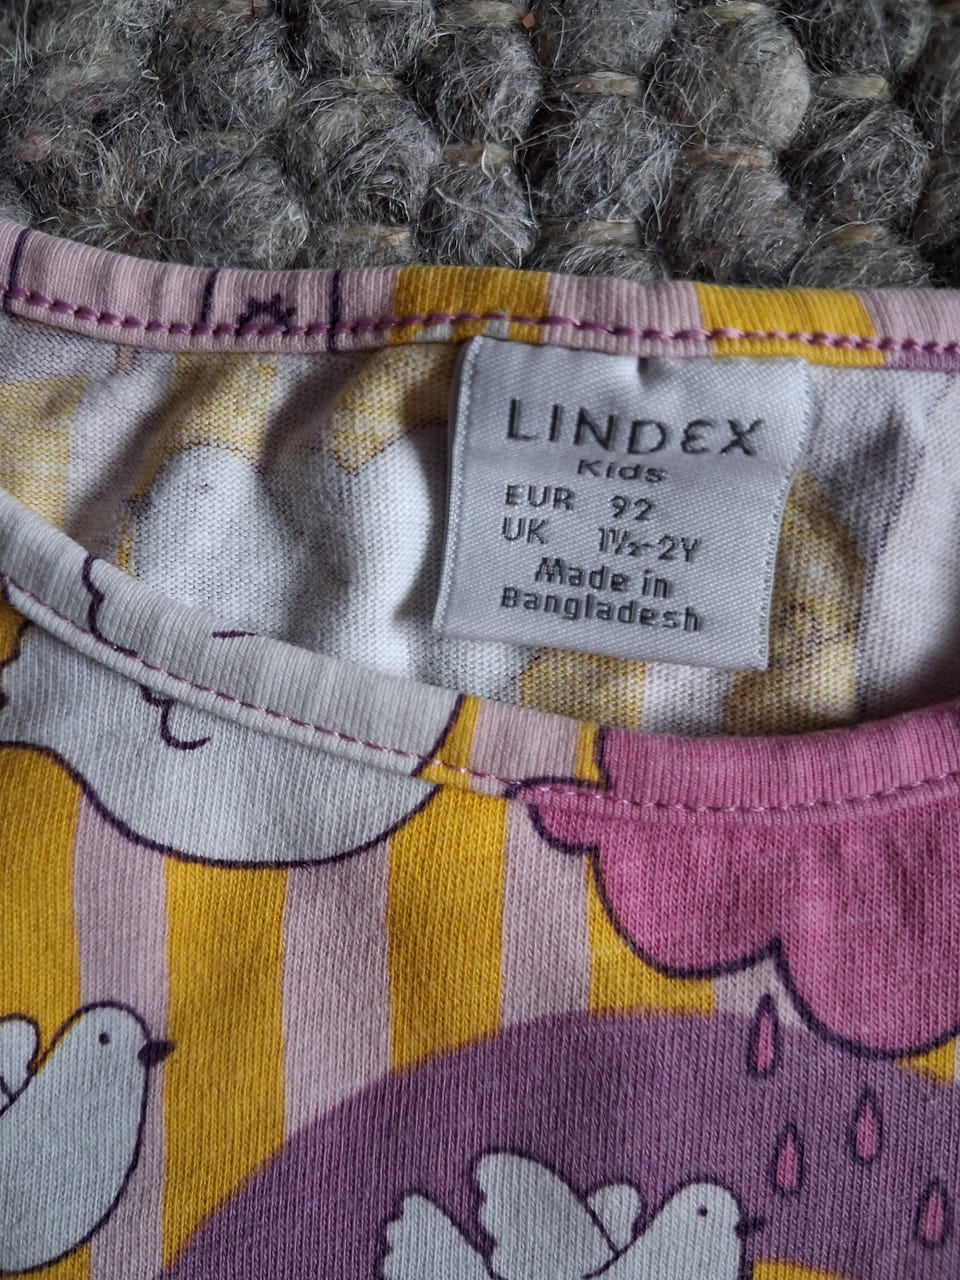 LINDEX
Kids
EUR 92
UK 1½-2Y
Made in
Bangladesh